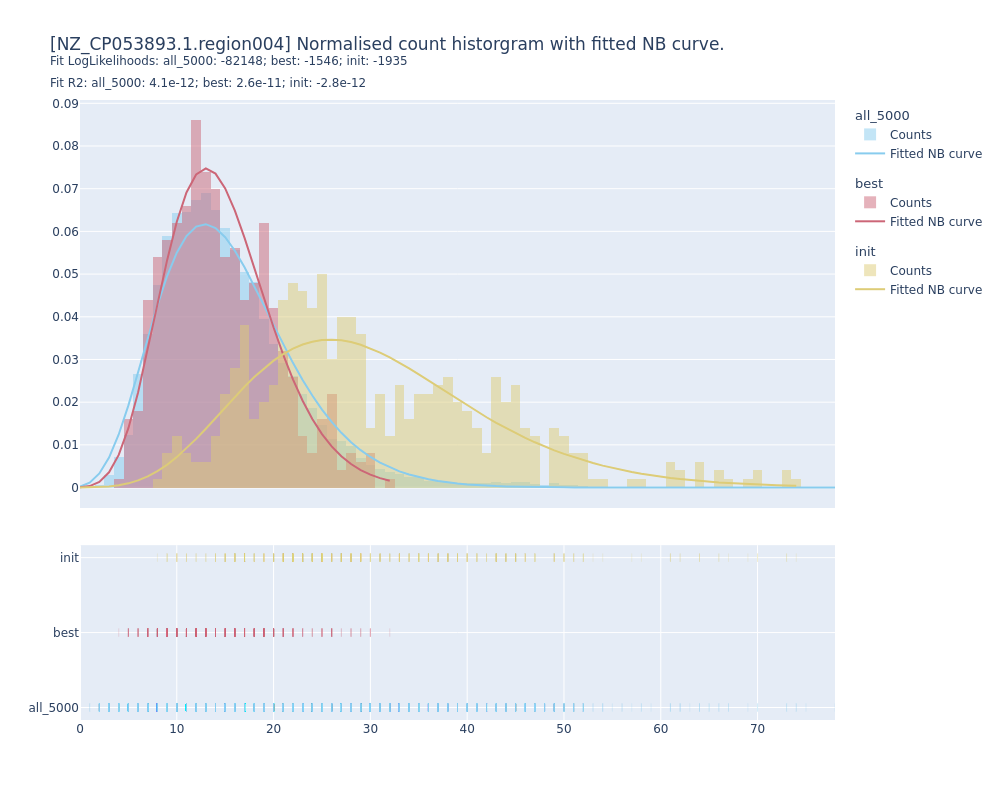 [NZ_CP053893.1.region004] Normalised count historgram with fitted NB curve.
Fit LogLikelihoods: all_5000: -82148; best: -1546; init: -1935
Fit R2: all_5000: 4.1e-12; best: 2.6e-11; init: -2.8e-12
0.09
0.08
0.07
0.06
0.05
0.04
0.03
0.02
0.01
0
all_5000
Counts
Fitted NB curve
best
Counts
Fitted NB curve
init
Counts
Fitted NB curve
init
best
all_5000
0 10 20 30 40 50 60 70